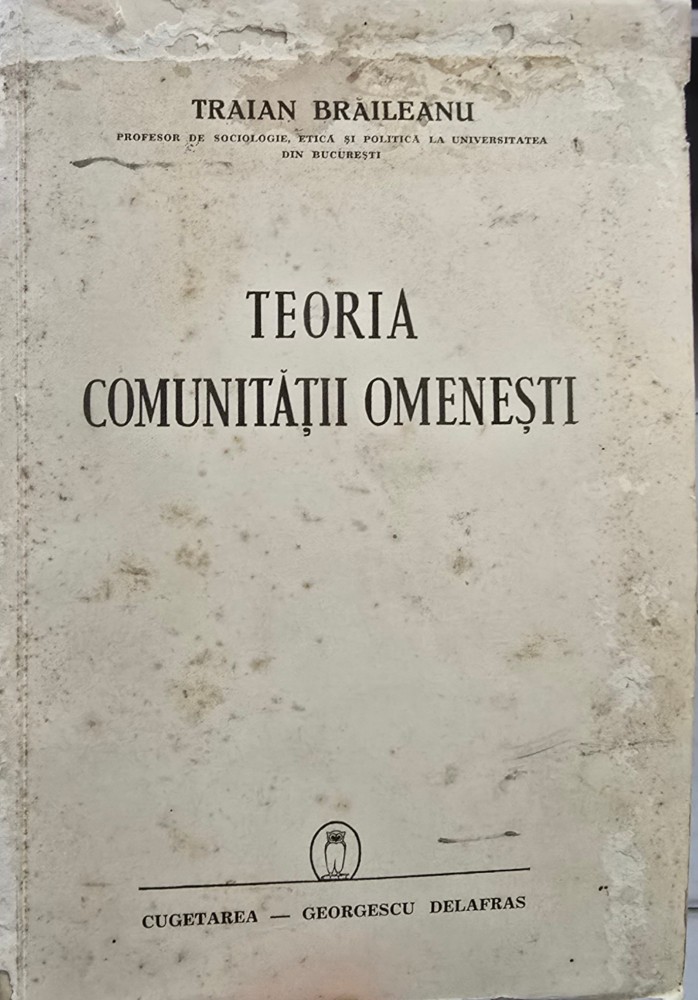 TRAIAN BRĂILEANU
PROFESOR DE SOCIOLOGIE, ETICĂ ȘI POLITICĂ LA UNIVERSITATEA
DIN BUCUREȘTI
TEORIA
COMUNITĂȚII OMENEȘTI
CUGETAREA — GEORGESCU DELAFRAS